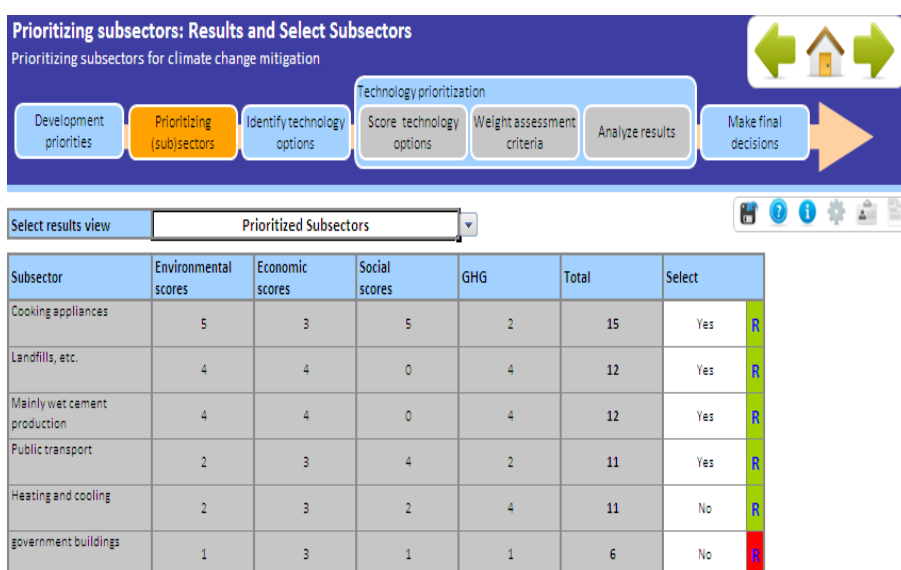 Prioritizing subsectors: Results and Select Subsectors
Prioritizing subsectors for climate change mitigation
Technology prioritization
Development priorities
Prioritizing (sub)sectors
Identify technology options
Score technology options
Weight assessment criteria
Analyze results
Make final decisions
Select results view Prioritized Subsectors
Subsector Environmental scores Economic scores Social scores GHG Total Select
Cooking appliances 5 3 5 2 15 Yes R
Landfills, etc. 4 4 0 4 12 Yes R
Mainly wet cement production 4 4 0 4 12 Yes R
Public transport 2 3 4 2 11 Yes R
Heating and cooling 2 3 2 4 11 No R
government buildings 1 3 1 1 6 No R